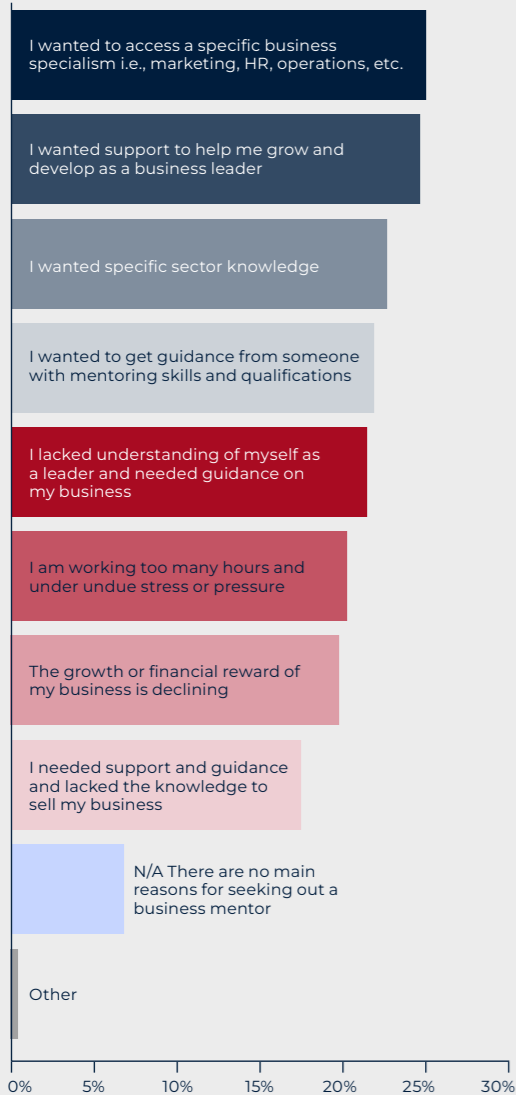 I wanted to access a specific business
specialism i.e., marketing, HR, operations, etc.
I wanted support to help me grow and
develop as a business leader
I wanted specific sector knowledge
I wanted to get guidance from someone
with mentoring skills and qualifications
I lacked understanding of myself as
a leader and needed guidance on
my business
I am working too many hours and
under undue stress or pressure
The growth or financial reward of
my business is declining
I needed support and guidance
and lacked the knowledge to
sell my business
N/A There are no main
reasons for seeking out a
business mentor
Other
0% 5% 10% 15% 20% 25% 30%